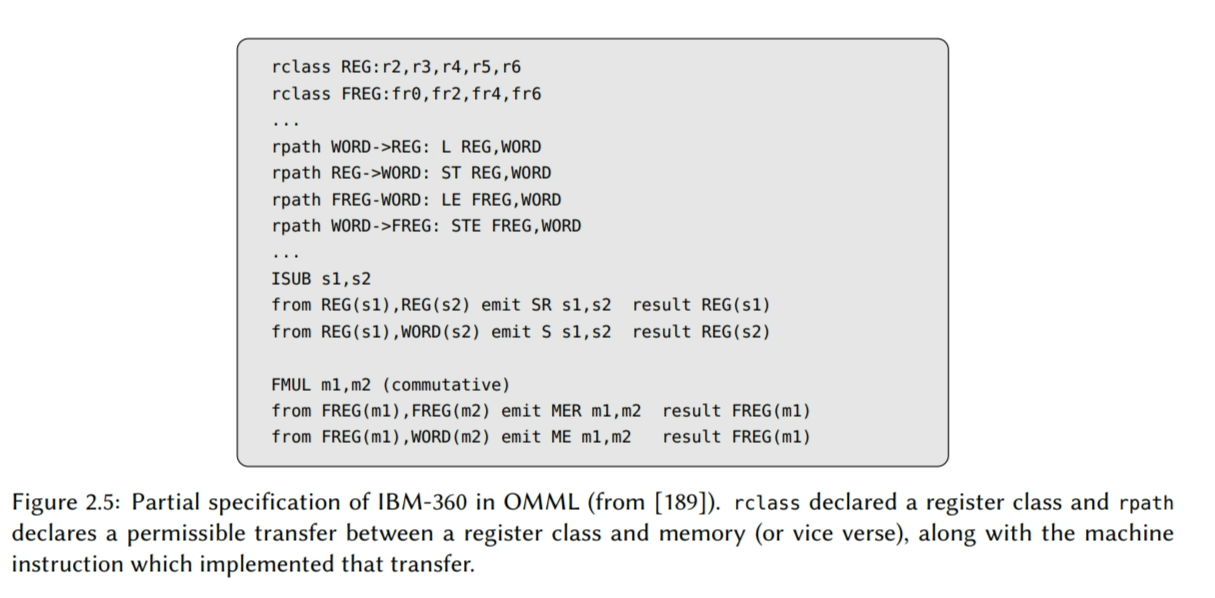 rclass REG:r2,r3,r4,r5,r6
rclass FREG:fr0,fr2,fr4,fr6
...
rpath WORD->REG: L REG,WORD
rpath REG->WORD: ST REG,WORD
rpath FREG-WORD: LE FREG,WORD
rpath WORD->FREG: STE FREG,WORD
...
ISUB s1,s2
from REG(s1),REG(s2) emit SR s1,s2  result REG(s1)
from REG(s1),WORD(s2) emit S s1,s2  result REG(s2)
FMUL m1,m2 (commutative)
from FREG(m1),FREG(m2) emit MER m1,m2  result FREG(m1)
from FREG(m1),WORD(m2) emit ME m1,m2   result FREG(m1)
Figure 2.5: Partial specification of IBM-360 in OMML (from [189]). rclass declared a register class and rpath
declares a permissible transfer between a register class and memory (or vice verse), along with the machine
instruction which implemented that transfer.